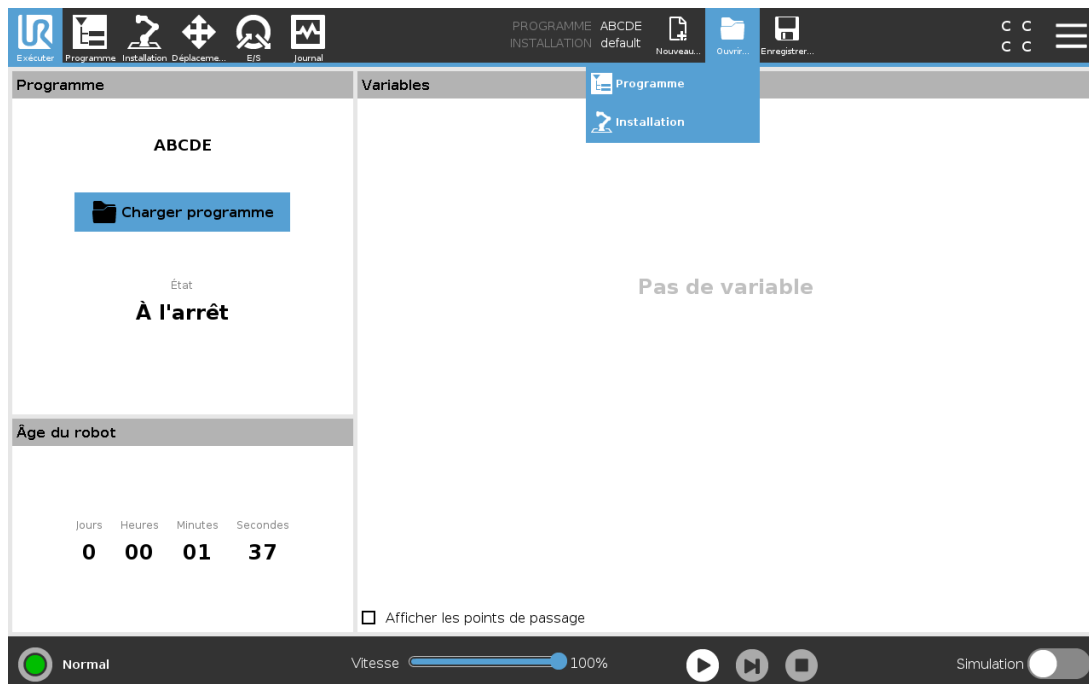 UR
Exécuter
Programme
Installation
Déplaceme...
E/S
Journal
PROGRAMME ABCDE
INSTALLATION default
Nouveau...
Ouvrir...
Enregistrer...
C C
C C
Programme
Installation
Programme
ABCDE
Charger programme
État
À l'arrêt
Variables
Pas de variable
Afficher les points de passage
Âge du robot
Jours Heures Minutes Secondes
0 00 01 37
Normal
Vitesse 100%
Simulation